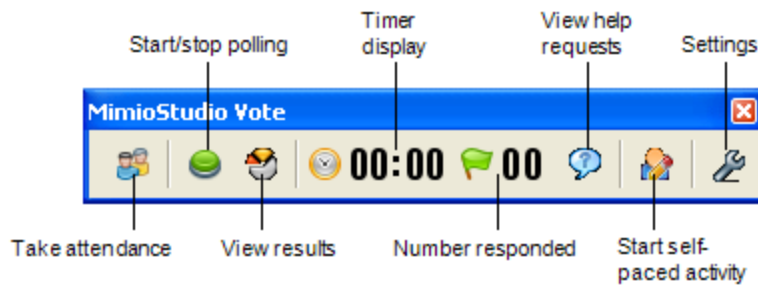 Timer
display
View help
requests
Start/stop polling
Settings
MimioStudio Vote
00:00
00
Take attendance
View results
Number responded
Start self-
paced activity